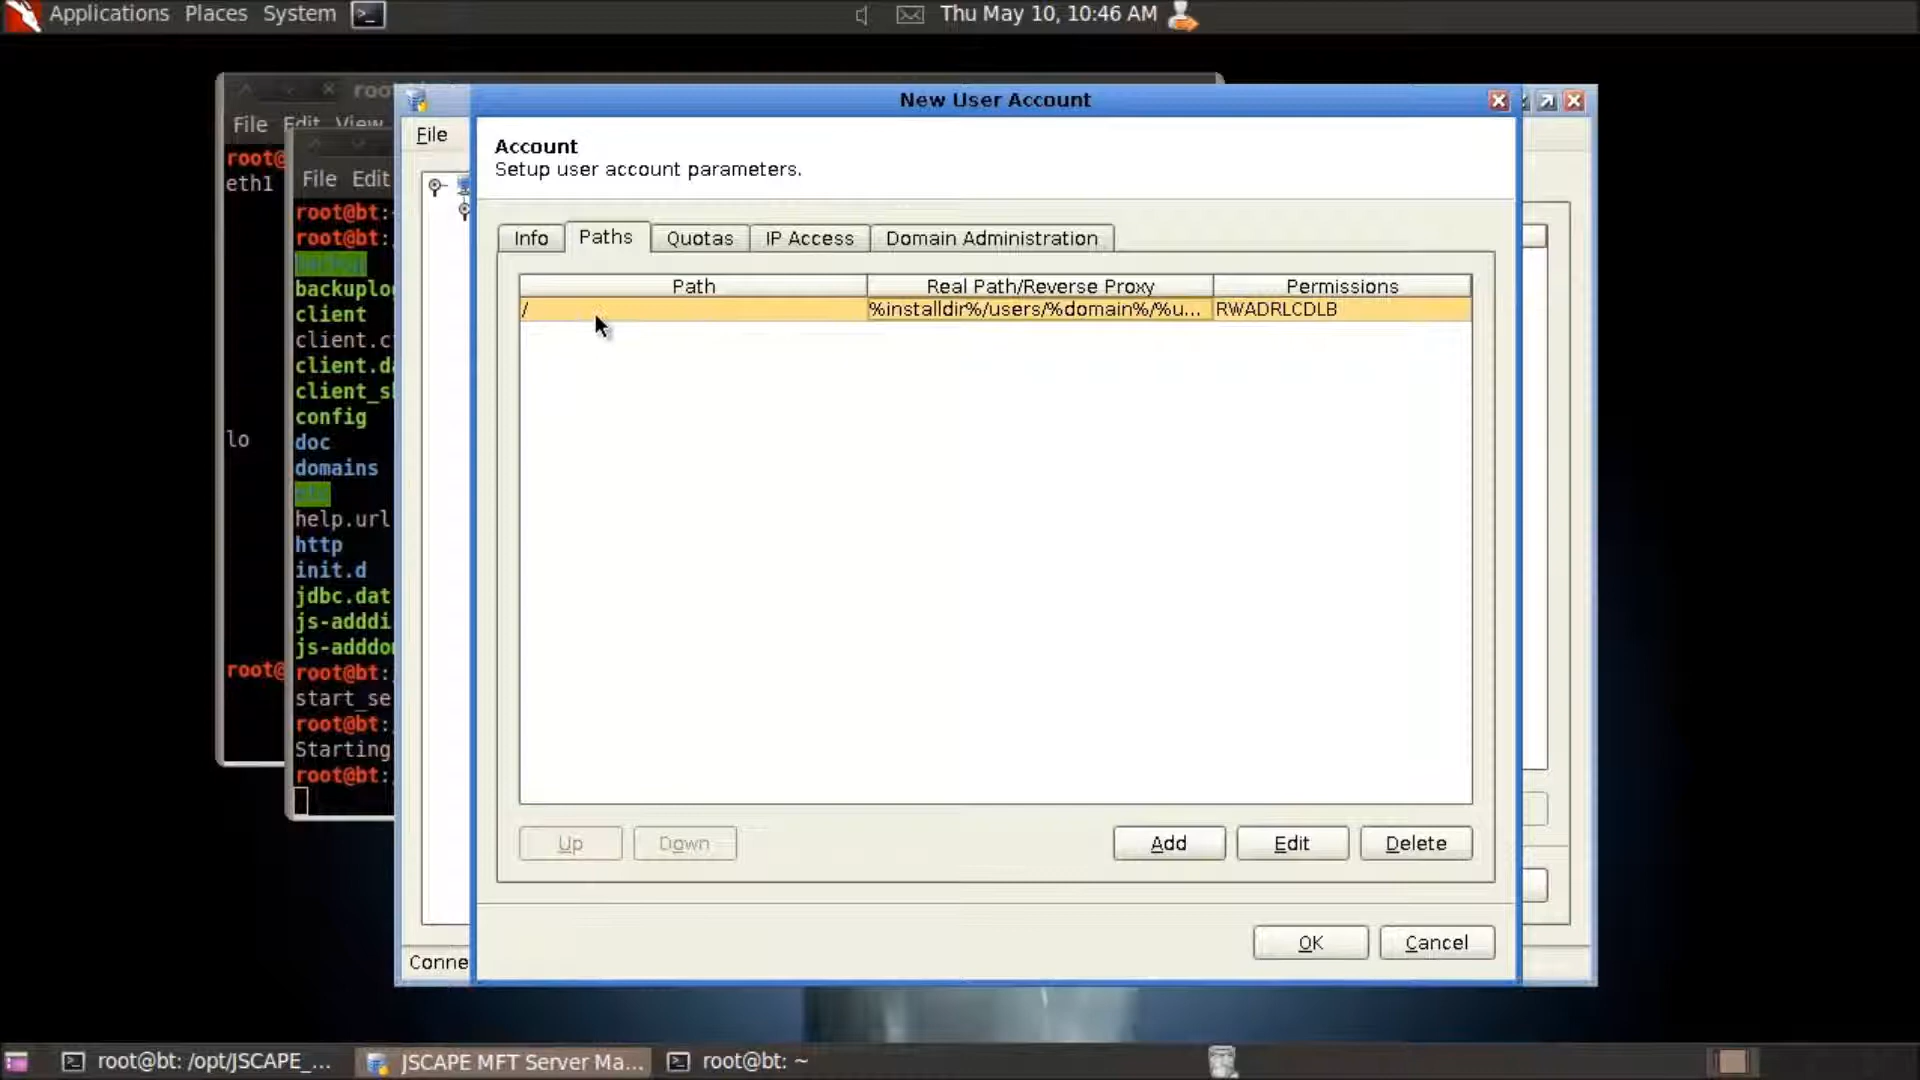 Applications Places System
Thu May 10, 10:46 AM
root
File Edit View
root@
eth1
lo
root@
File Edit
root@bt:
root@bt:
backuplo
client
client.c
client.d
client_s
config
doc
domains
etc
help.url
http
init.d
jdbc.dat
js-adddi
js-adddo
root@bt:
start_se
root@bt:
Starting
root@bt:
File
Conne
New User Account
Account
Setup user account parameters.
Info Paths Quotas IP Access Domain Administration
Path Real Path/Reverse Proxy Permissions
/ %installdir%/users/%domain%/%u... RWADRLCDLB
Up Down Add Edit Delete
OK Cancel
root@bt: /opt/JSCAPE_... JSCAPE MFT Server Ma... root@bt: ~